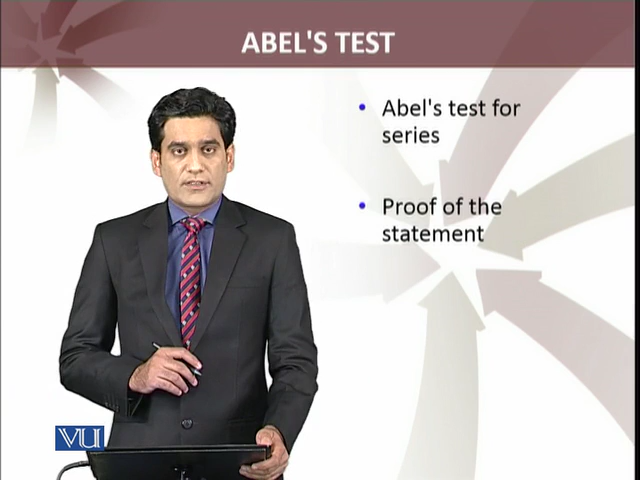 ABEL'S TEST
• Abel's test for
series
• Proof of the
statement
VU